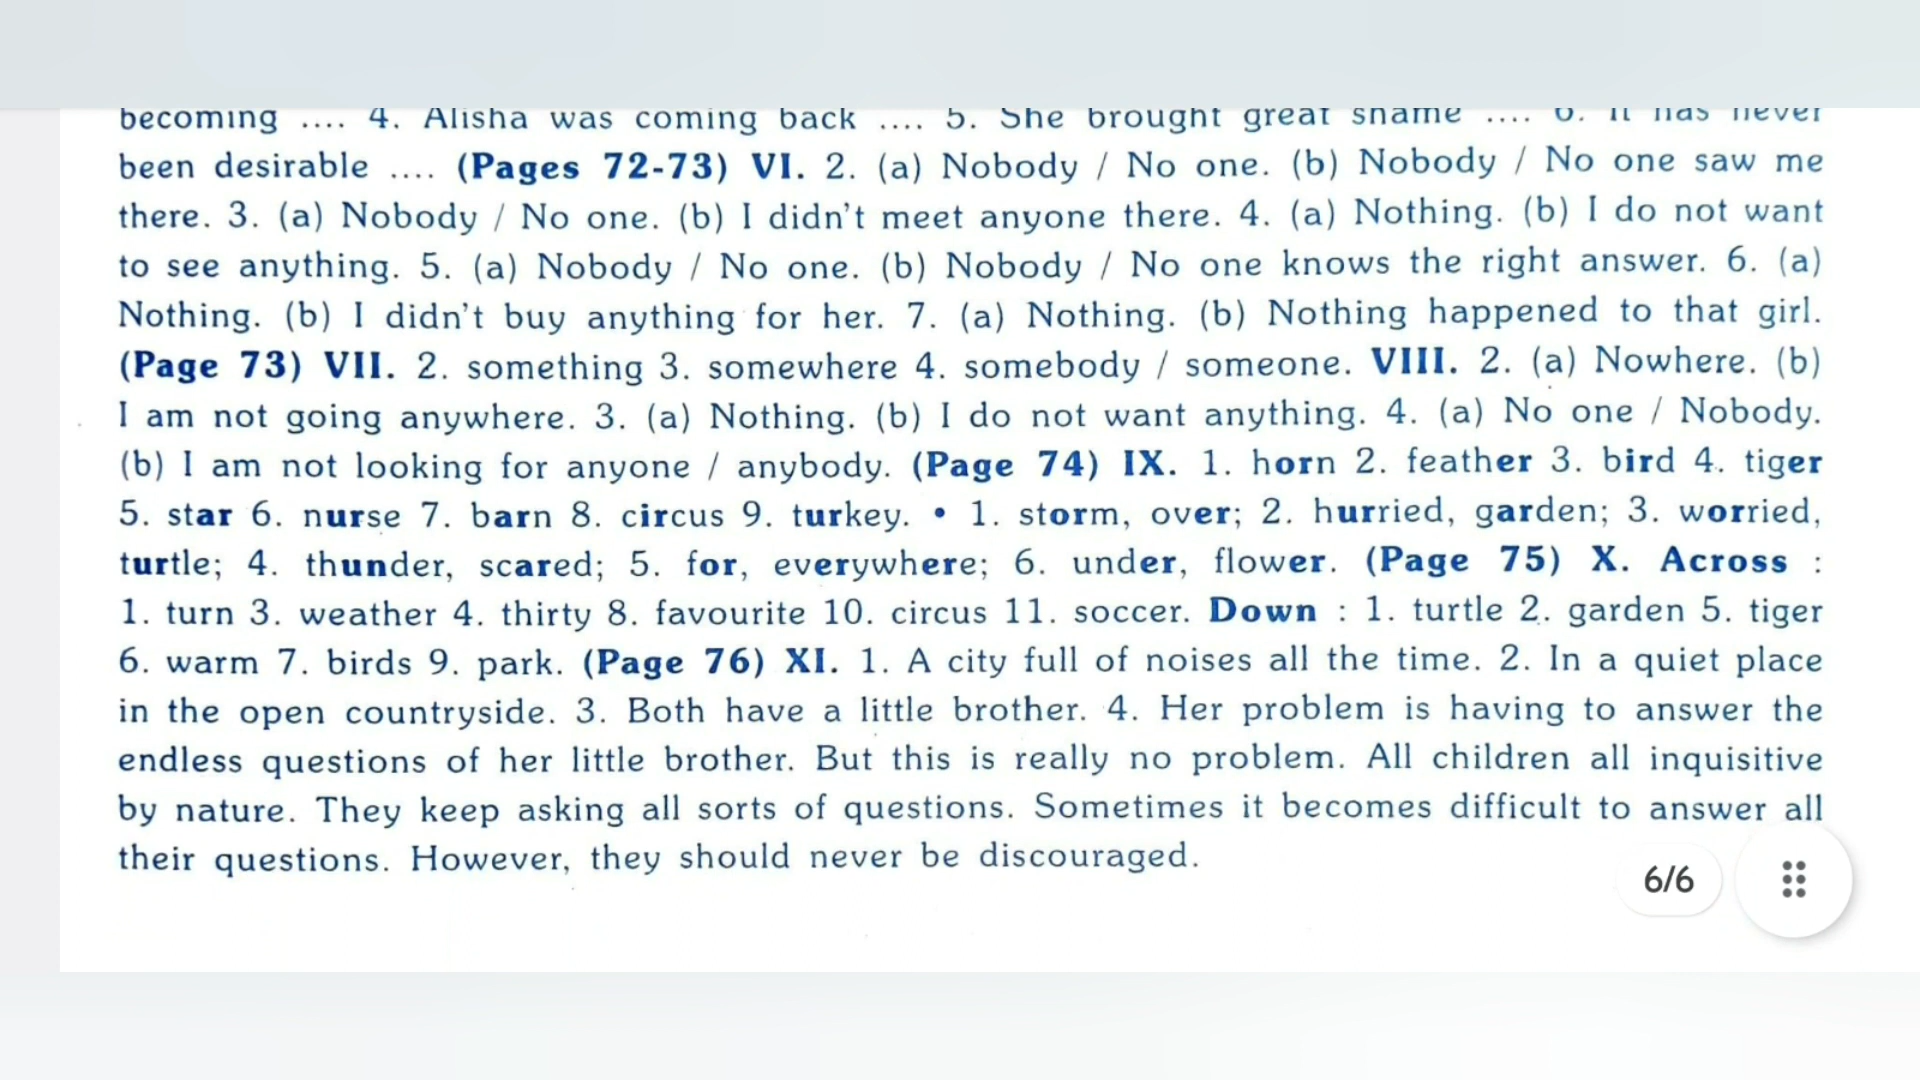 becoming .... 4. Alisha was coming back .... 5. She brought great shame .... 6. It has never
been desirable .... (Pages 72-73) VI. 2. (a) Nobody / No one. (b) Nobody / No one saw me
there. 3. (a) Nobody / No one. (b) I didn't meet anyone there. 4. (a) Nothing. (b) I do not want
to see anything. 5. (a) Nobody / No one. (b) Nobody / No one knows the right answer. 6. (a)
Nothing. (b) I didn't buy anything for her. 7. (a) Nothing. (b) Nothing happened to that girl.
(Page 73) VII. 2. something 3. somewhere 4. somebody / someone. VIII. 2. (a) Nowhere. (b)
I am not going anywhere. 3. (a) Nothing. (b) I do not want anything. 4. (a) No one / Nobody.
(b) I am not looking for anyone / anybody. (Page 74) IX. 1. horn 2. feather 3. bird 4. tiger
5. star 6. nurse 7. barn 8. circus 9. turkey. • 1. storm, over; 2. hurried, garden; 3. worried,
turtle; 4. thunder, scared; 5. for, everywhere; 6. under, flower. (Page 75) X. Across :
1. turn 3. weather 4. thirty 8. favourite 10. circus 11. soccer. Down : 1. turtle 2. garden 5. tiger
6. warm 7. birds 9. park. (Page 76) XI. 1. A city full of noises all the time. 2. In a quiet place
in the open countryside. 3. Both have a little brother. 4. Her problem is having to answer the
endless questions of her little brother. But this is really no problem. All children all inquisitive
by nature. They keep asking all sorts of questions. Sometimes it becomes difficult to answer all
their questions. However, they should never be discouraged.
6/6